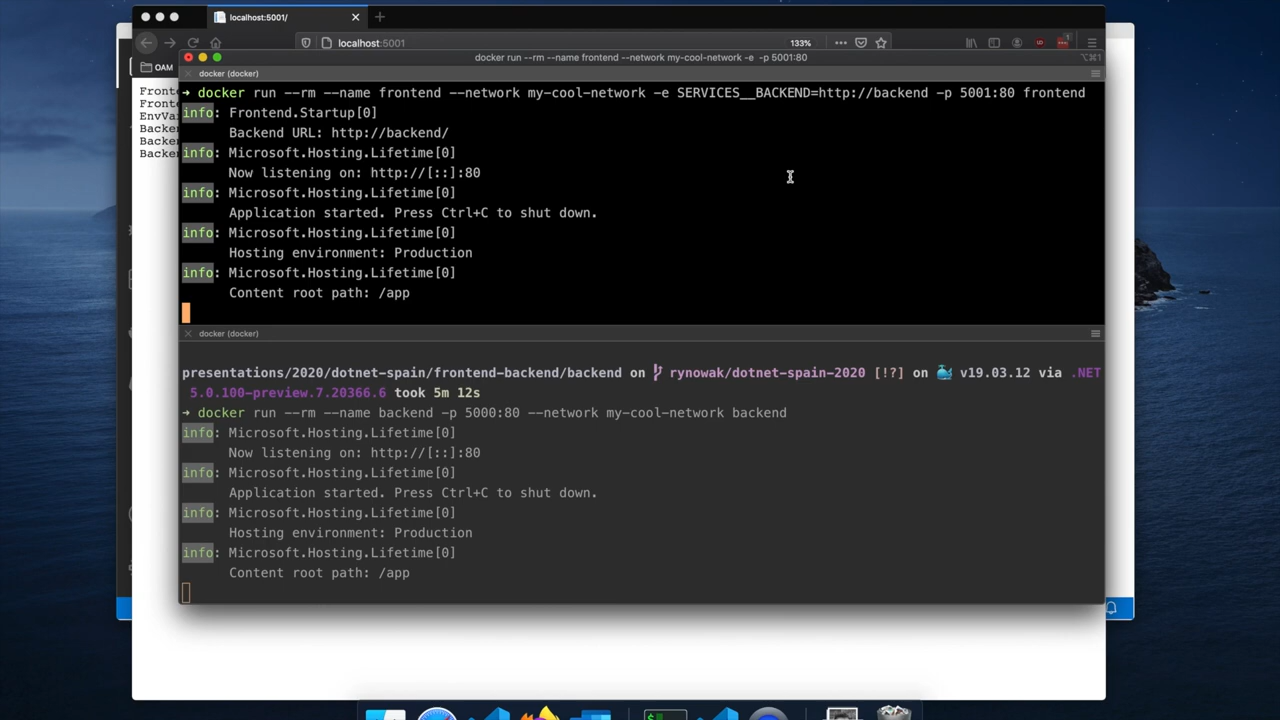 localhost:5001/
localhost:5001
133%
OAM
docker run --rm --name frontend --network my-cool-network -e -p 5001:80
⌥⌘1
docker (docker)
Fronte
Fronte
EnvVar
Backen
Backen
Backen
→ docker run --rm --name frontend --network my-cool-network -e SERVICES__BACKEND=http://backend -p 5001:80 frontend
info: Frontend.Startup[0]
Backend URL: http://backend/
info: Microsoft.Hosting.Lifetime[0]
Now listening on: http://[::]:80
info: Microsoft.Hosting.Lifetime[0]
Application started. Press Ctrl+C to shut down.
info: Microsoft.Hosting.Lifetime[0]
Hosting environment: Production
info: Microsoft.Hosting.Lifetime[0]
Content root path: /app
docker (docker)
presentations/2020/dotnet-spain/frontend-backend/backend on rynowak/dotnet-spain-2020 [!?] on 🐳 v19.03.12 via .NET
5.0.100-preview.7.20366.6 took 5m 12s
→ docker run --rm --name backend -p 5000:80 --network my-cool-network backend
info: Microsoft.Hosting.Lifetime[0]
Now listening on: http://[::]:80
info: Microsoft.Hosting.Lifetime[0]
Application started. Press Ctrl+C to shut down.
info: Microsoft.Hosting.Lifetime[0]
Hosting environment: Production
info: Microsoft.Hosting.Lifetime[0]
Content root path: /app